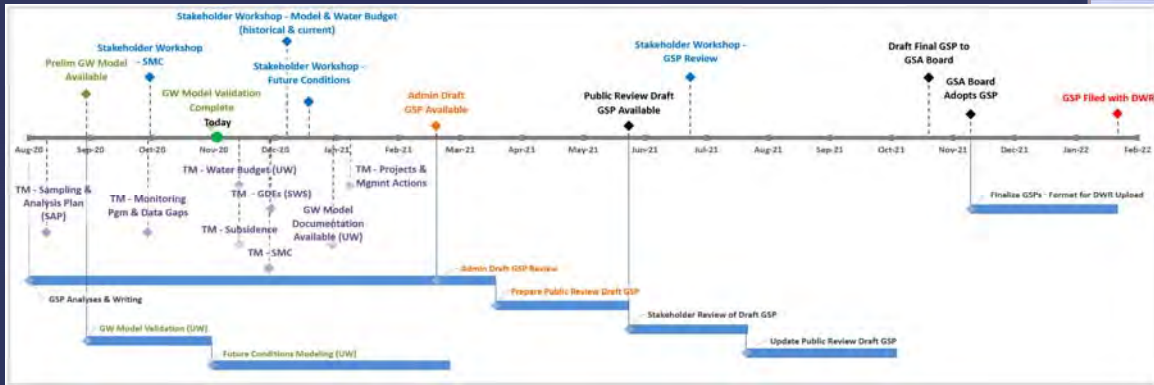 Stakeholder Workshop - Model & Water Budget
(historical & current)
Stakeholder Workshop
- SMC
Prelim GW Model
Available
Stakeholder Workshop -
Future Conditions
GW Model Validation
Complete
Today
Admin Draft
GSP Available
Public Review Draft
GSP Available
Stakeholder Workshop -
GSP Review
Draft Final GSP to
GSA Board
GSA Board
Adopts GSP
GSP Filed with DWR
Aug-20
Sep-20
Oct-20
Nov-20
Dec-20
Jan-21
Feb-21
Mar-21
Apr-21
May-21
Jun-21
Jul-21
Aug-21
Sep-21
Oct-21
Nov-21
Dec-21
Jan-22
Feb-22
TM - Sampling &
Analysis Plan
(SAP)
TM - Monitoring
Pgm & Data Gaps
TM - Water Budget (UW)
TM - GDEs (SWS)
TM - Subsidence
TM - SMC
GW Model
Documentation
Available (UW)
TM - Projects &
Mgmnt Actions
Finalize GSPs - Format for DWR Upload
Admin Draft GSP Review
GSP Analyses & Writing
Prepare Public Review Draft GSP
Stakeholder Review of Draft GSP
GW Model Validation (UW)
Update Public Review Draft GSP
Future Conditions Modeling (UW)